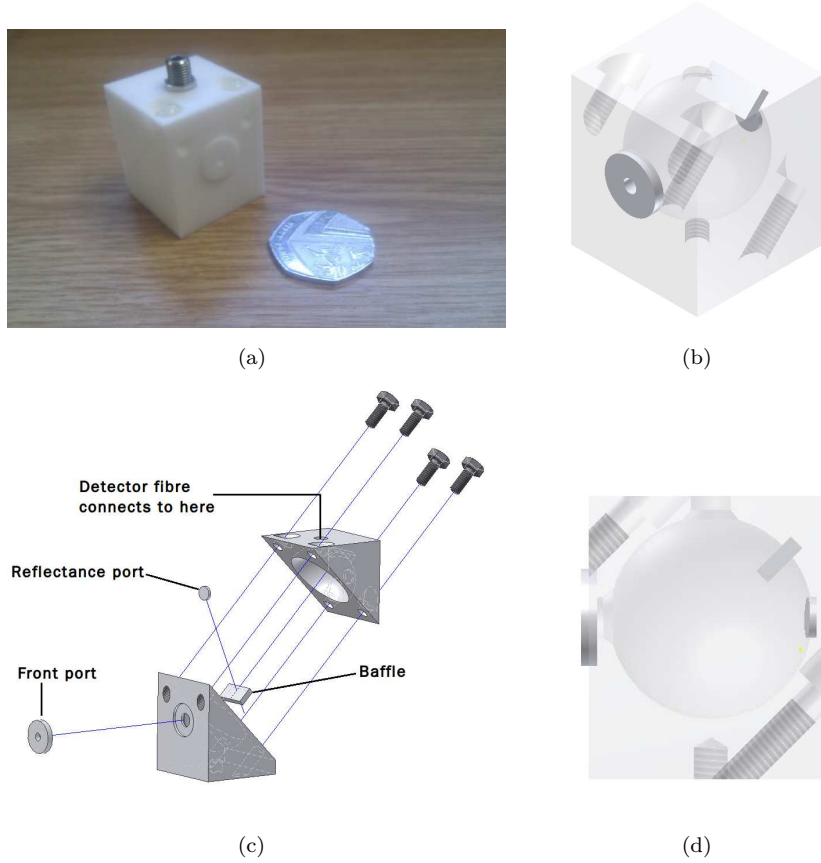 (a)
(b)
Detector fibre
connects to here
Reflectance port
Front port
Baffle
(c)
(d)